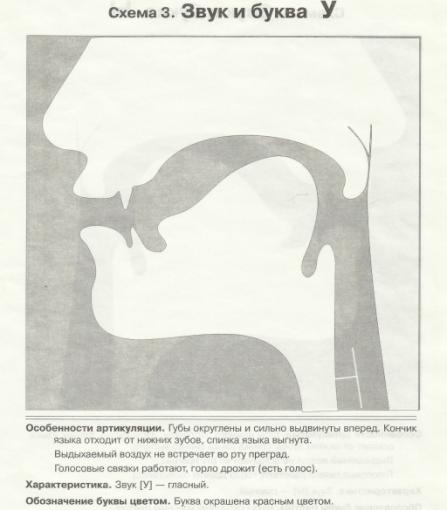 Схема 3. Звук и буква У
Особенности артикуляции. Губы округлены и сильно выдвинуты вперед. Кончик
языка отходит от нижних зубов, спинка языка выгнута.
Выдыхаемый воздух не встречает во рту преград.
Голосовые связки работают, горло дрожит (есть голос).
Характеристика. Звук [У] — гласный.
Обозначение буквы цветом. Буква окрашена красным цветом.